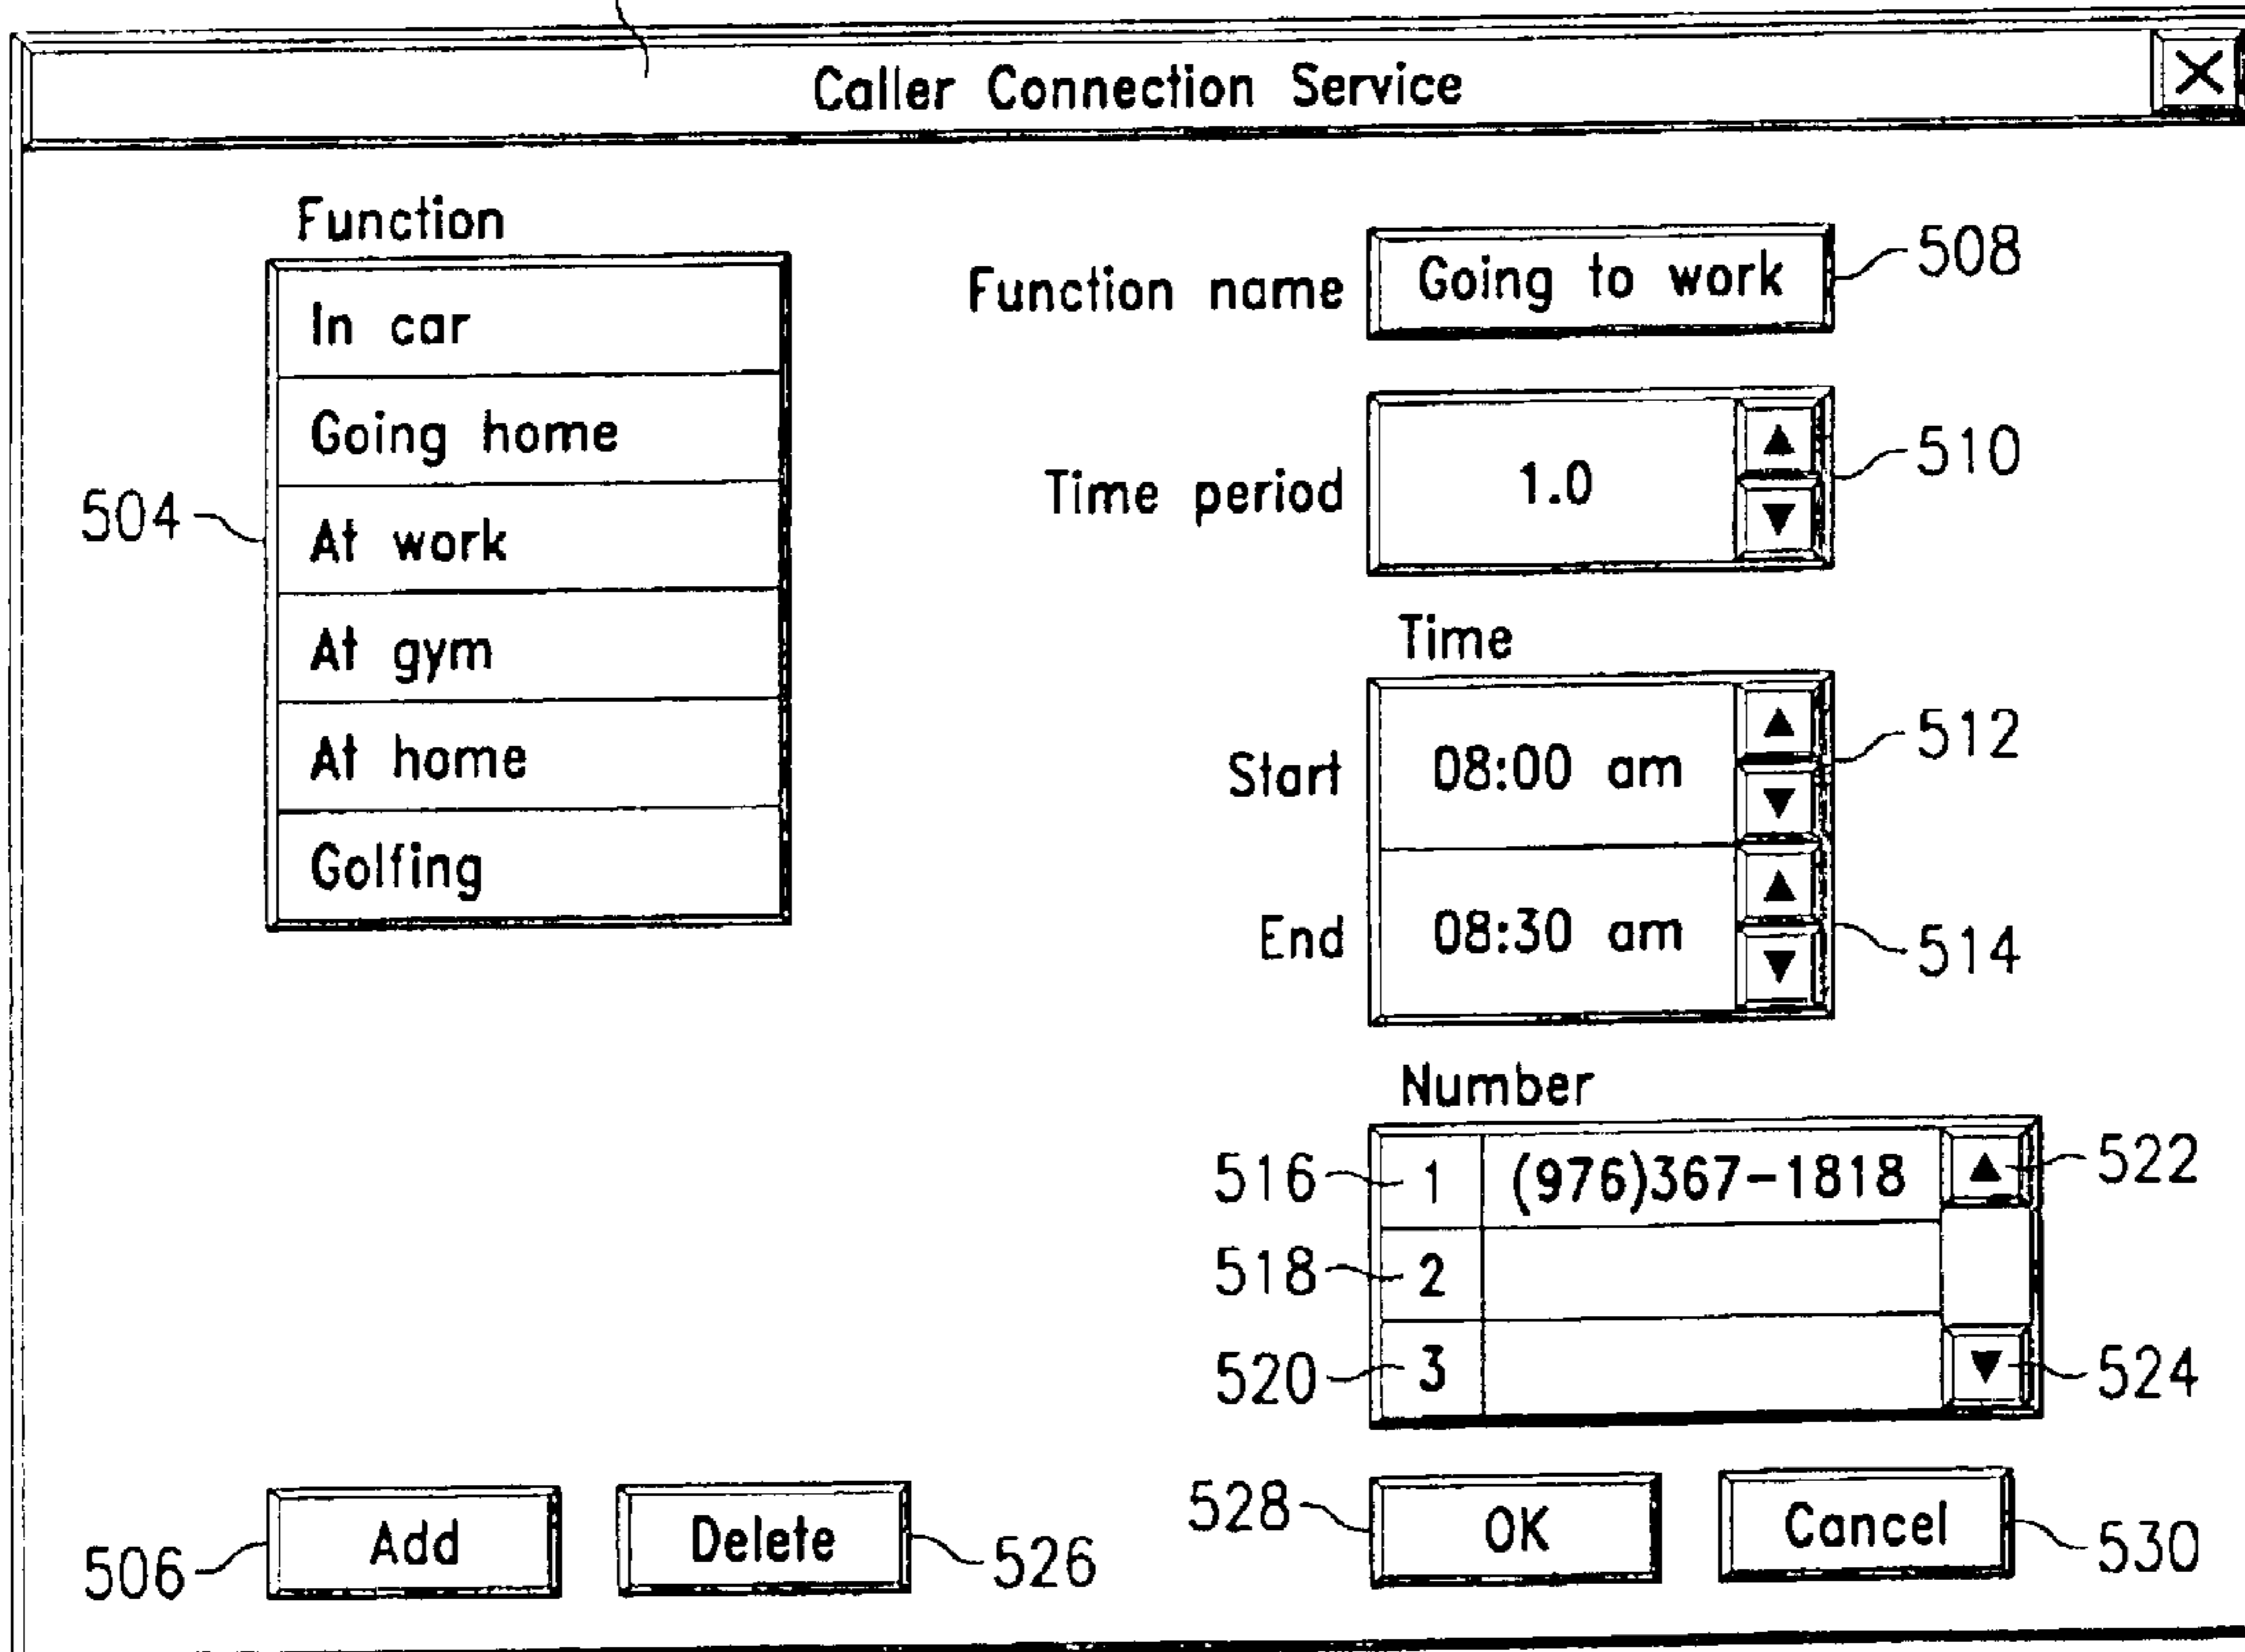 Caller Connection Service
Function
In car
Going home
At work
At gym
At home
Golfing
504
Function name
Going to work
508
Time period
1.0
510
Time
Start
08:00 am
512
End
08:30 am
514
Number
516
1
(976)367-1818
522
518
2
520
3
524
506
Add
Delete
526
528
OK
Cancel
530